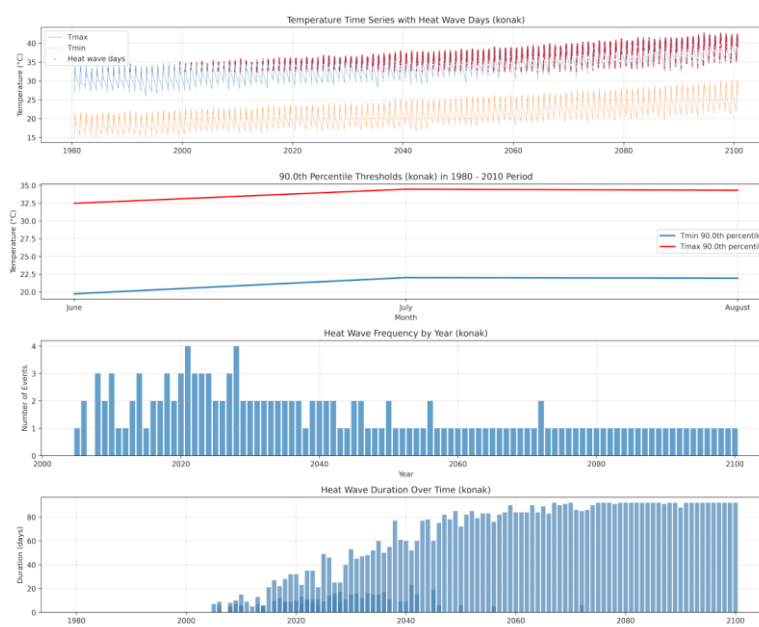 Temperature Time Series with Heat Wave Days (konak)
Temperature (°C)
40
35
30
25
20
15
Tmax
Tmin
Heat wave days
1980 2000 2020 2040 2060 2080 2100
90.0th Percentile Thresholds (konak) in 1980 - 2010 Period
Temperature (°C)
35.0
32.5
30.0
27.5
25.0
22.5
20.0
Tmin 90.0th percentile
Tmax 90.0th percentile
June July August
Month
Heat Wave Frequency by Year (konak)
Number of Events
4
3
2
1
0
2000 2020 2040 2060 2080 2100
Year
Heat Wave Duration Over Time (konak)
Duration (days)
80
60
40
20
0
1980 2000 2020 2040 2060 2080 2100